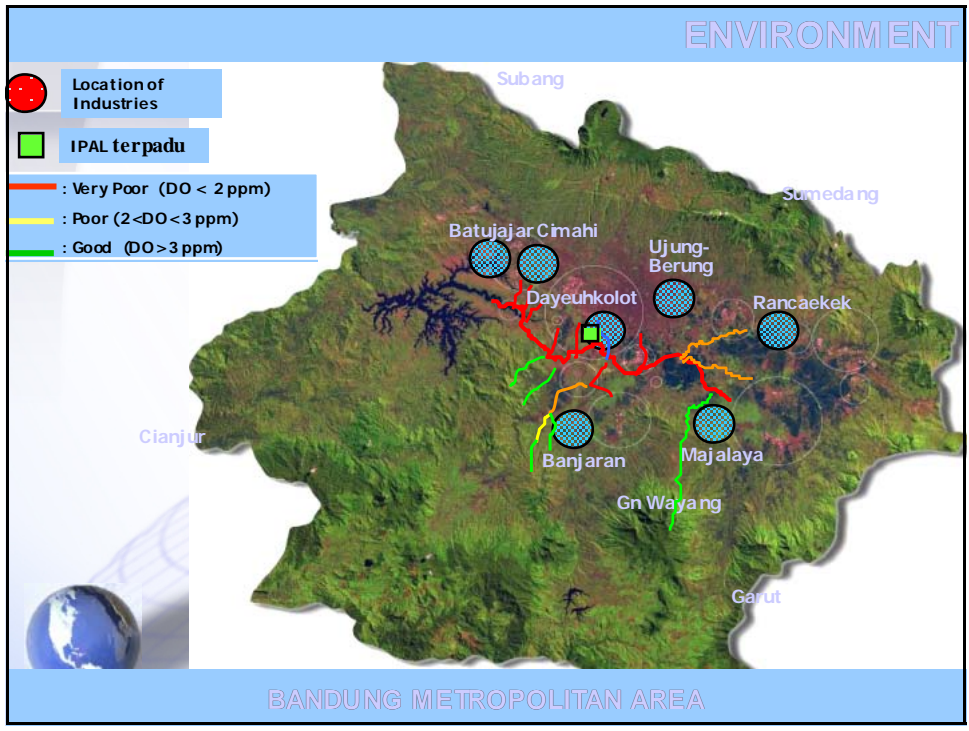 ENVIRONMENT
Location of
Industries
IPAL terpadu
: Very Poor (DO < 2 ppm)
: Poor (2<DO<3 ppm)
: Good (DO>3 ppm)
Subang
Sumedang
Batujajar Cimahi
Ujung-
Berung
Dayeuhkolot
Rancaekek
Cianjur
Banjaran
Majalaya
Gn Wayang
Garut
BANDUNG METROPOLITAN AREA